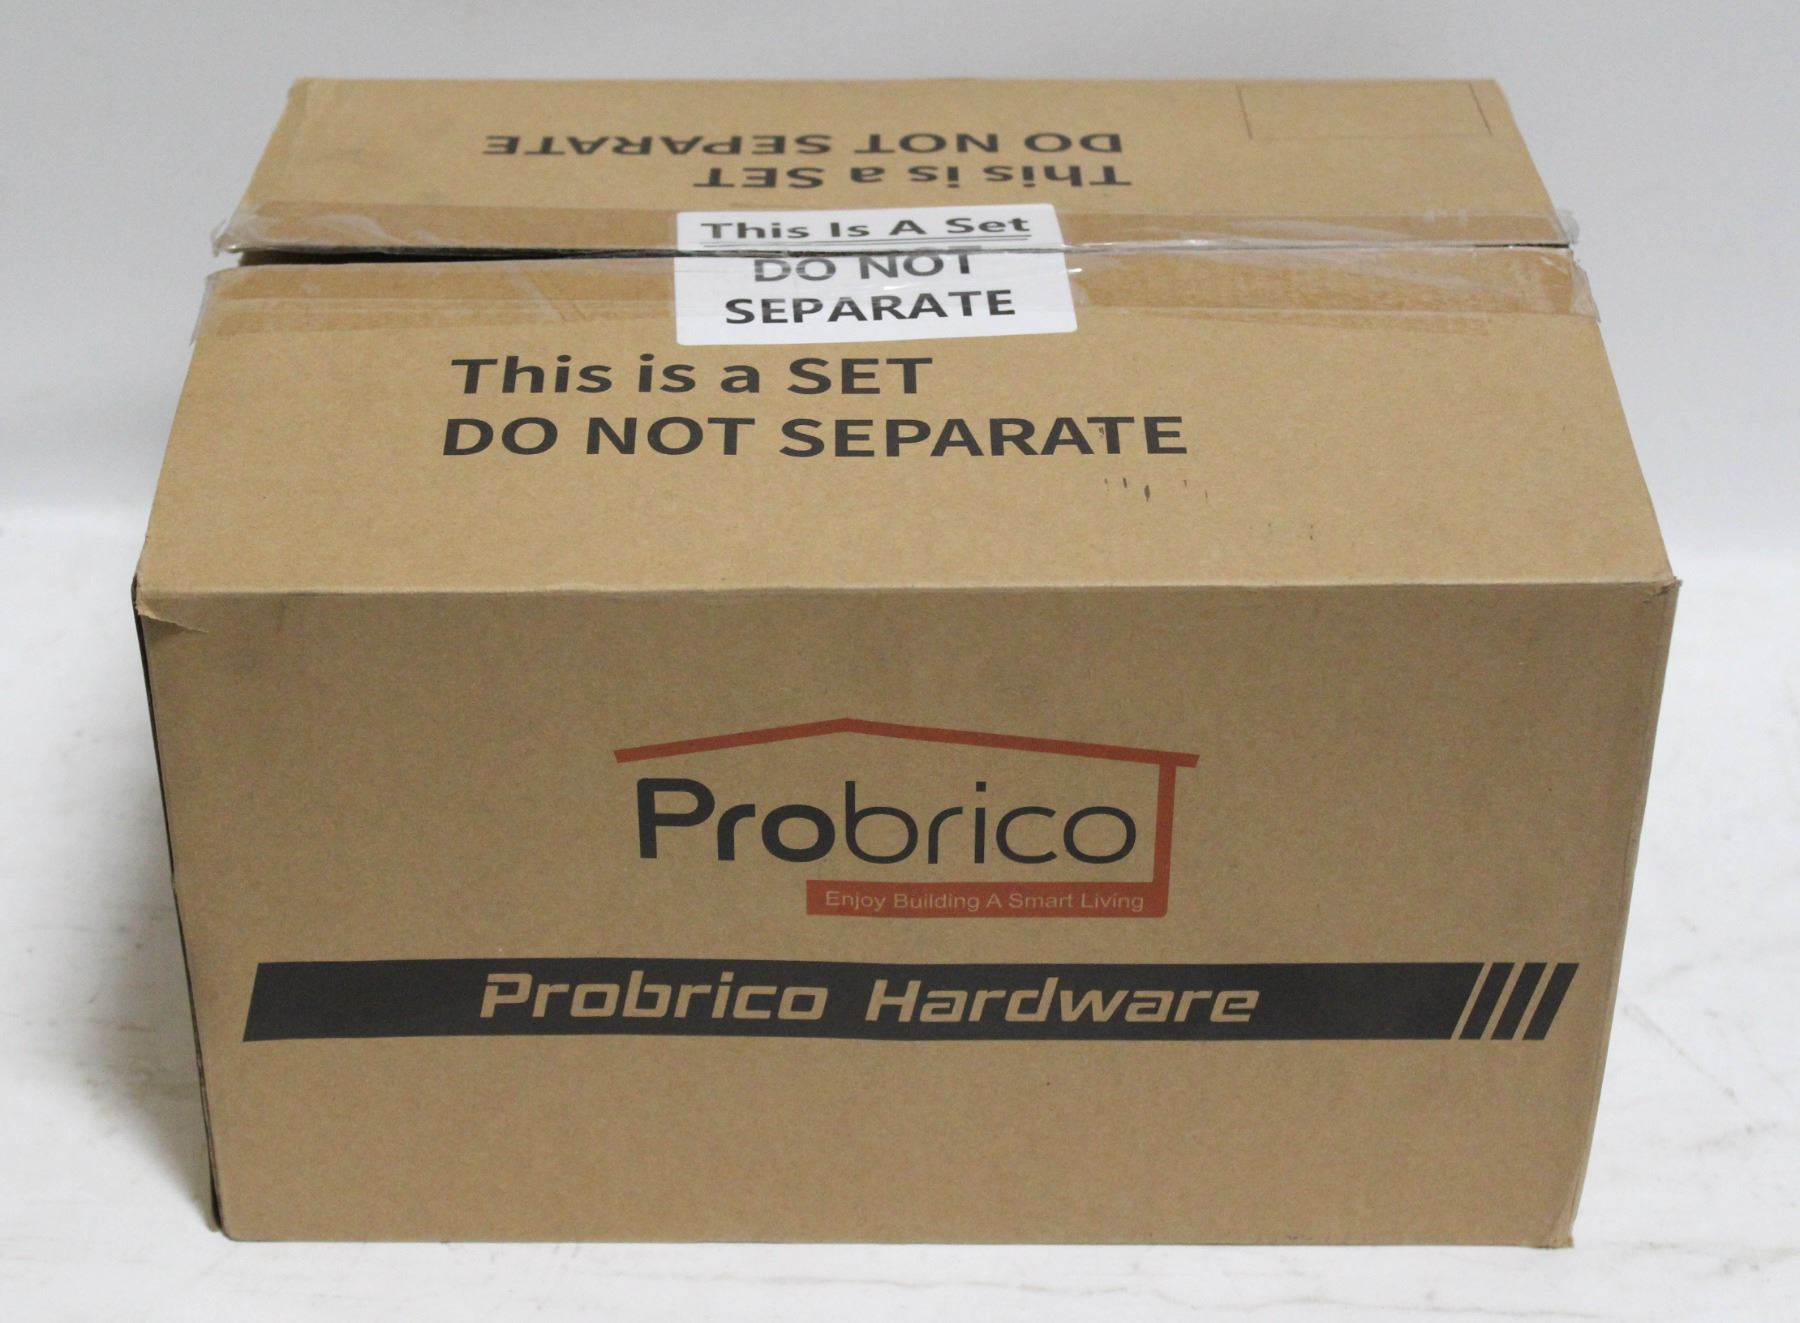 DO NOT SEPARATE
This is a SET
This Is A Set
DO NOT
SEPARATE
This is a SET
DO NOT SEPARATE
Probrico
Enjoy Building A Smart Living
Probrico Hardware